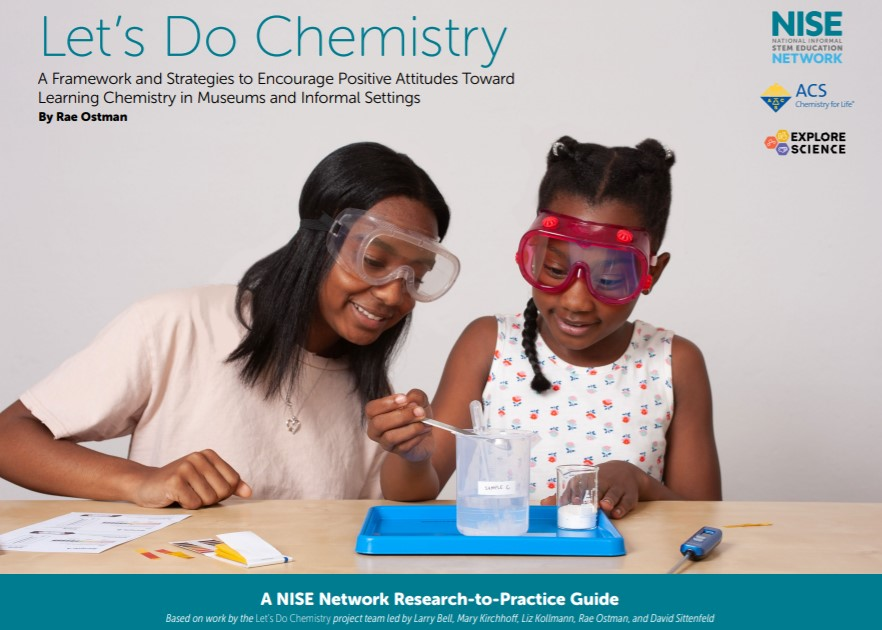 Let's Do Chemistry
A Framework and Strategies to Encourage Positive Attitudes Toward
Learning Chemistry in Museums and Informal Settings
By Rae Ostman
NISE
NATIONAL INFORMAL
STEM EDUCATION
NETWORK
ACS
Chemistry for Life™
EXPLORE
SCIENCE
SAMPLE 2
A NISE Network Research-to-Practice Guide
Based on work by the Let's Do Chemistry project team led by Larry Bell, Mary Kirchhoff, Liz Kollmann, Rae Ostman, and David Sittenfeld